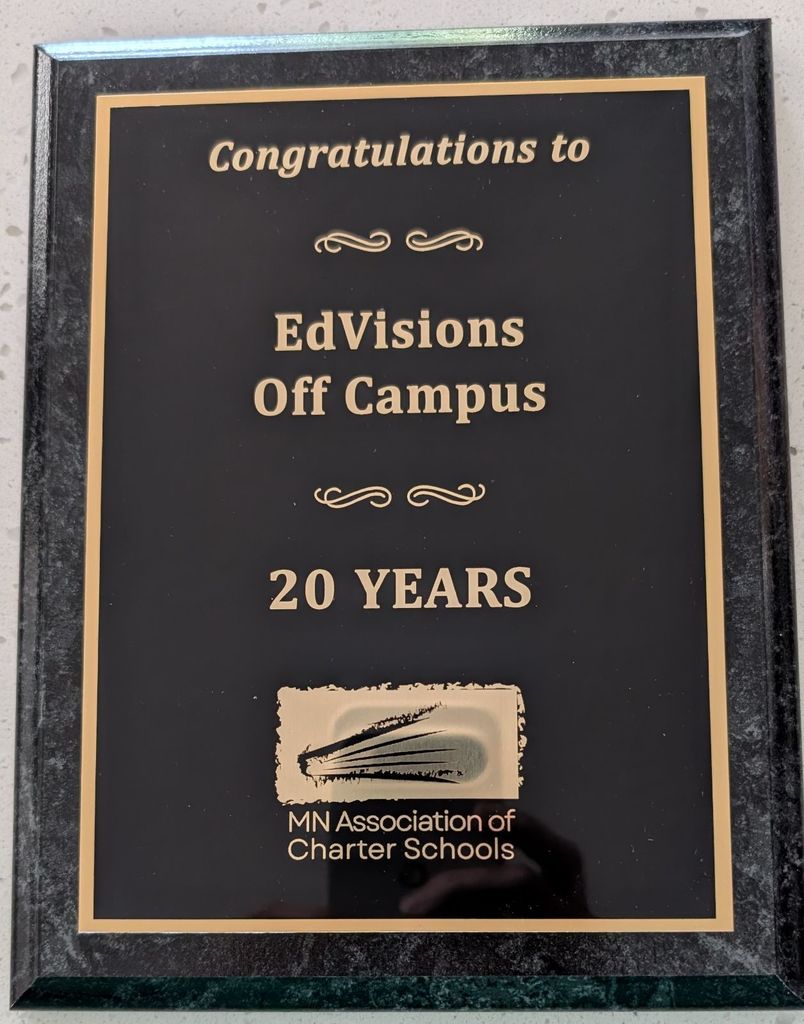 Congratulations to
EdVisions
Off Campus
20 YEARS
MN Association of
Charter Schools